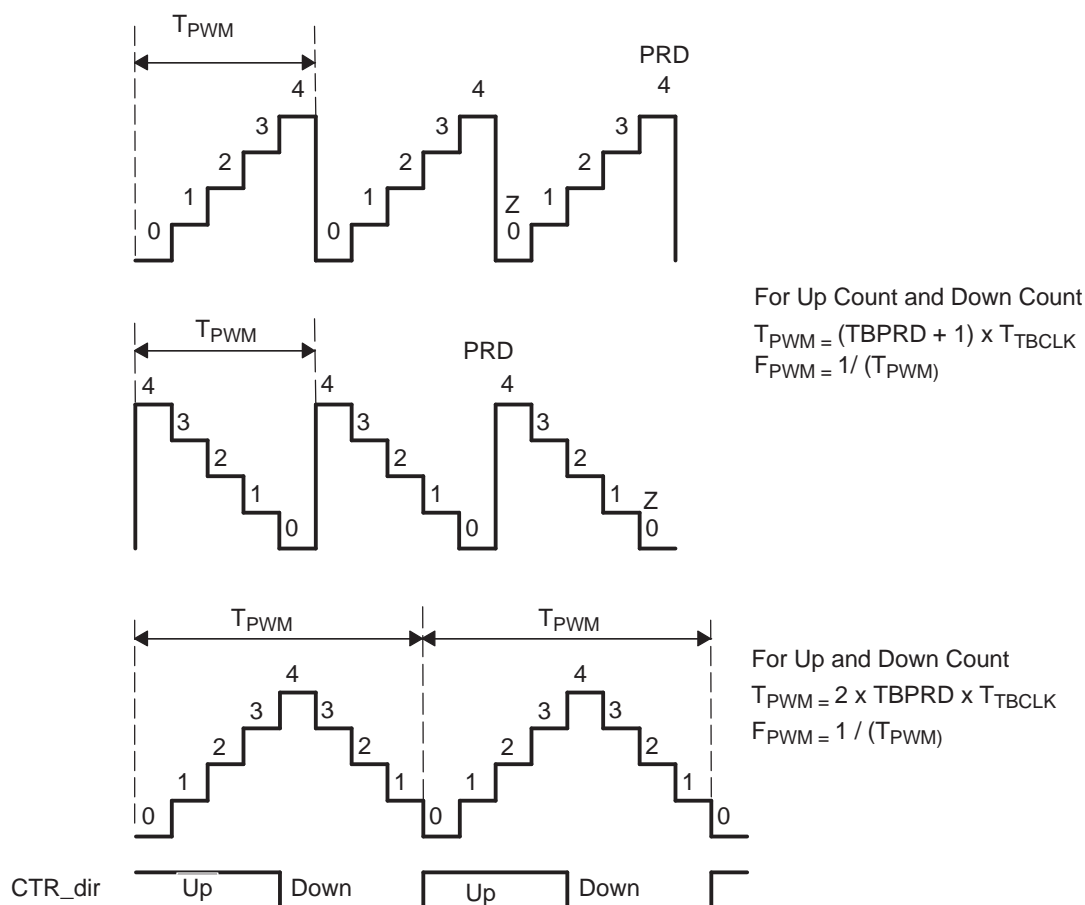 TPWM
PRD
4 4 4
3 3 3
2 2 2
1 1 1
Z
0 0 0
For Up Count and Down Count
TPWM = (TBPRD + 1) x TTBCLK
FPWM = 1/ (TPWM)
TPWM
PRD
4 4 4
3 3 3
2 2 2
1 1 1
Z
0 0 0
TPWM TPWM
For Up and Down Count
TPWM = 2 x TBPRD x TTBCLK
FPWM = 1 / (TPWM)
4 4
3 3 3 3
2 2 2 2
1 1 1 1
0 0 0
CTR_dir Up Down Up Down